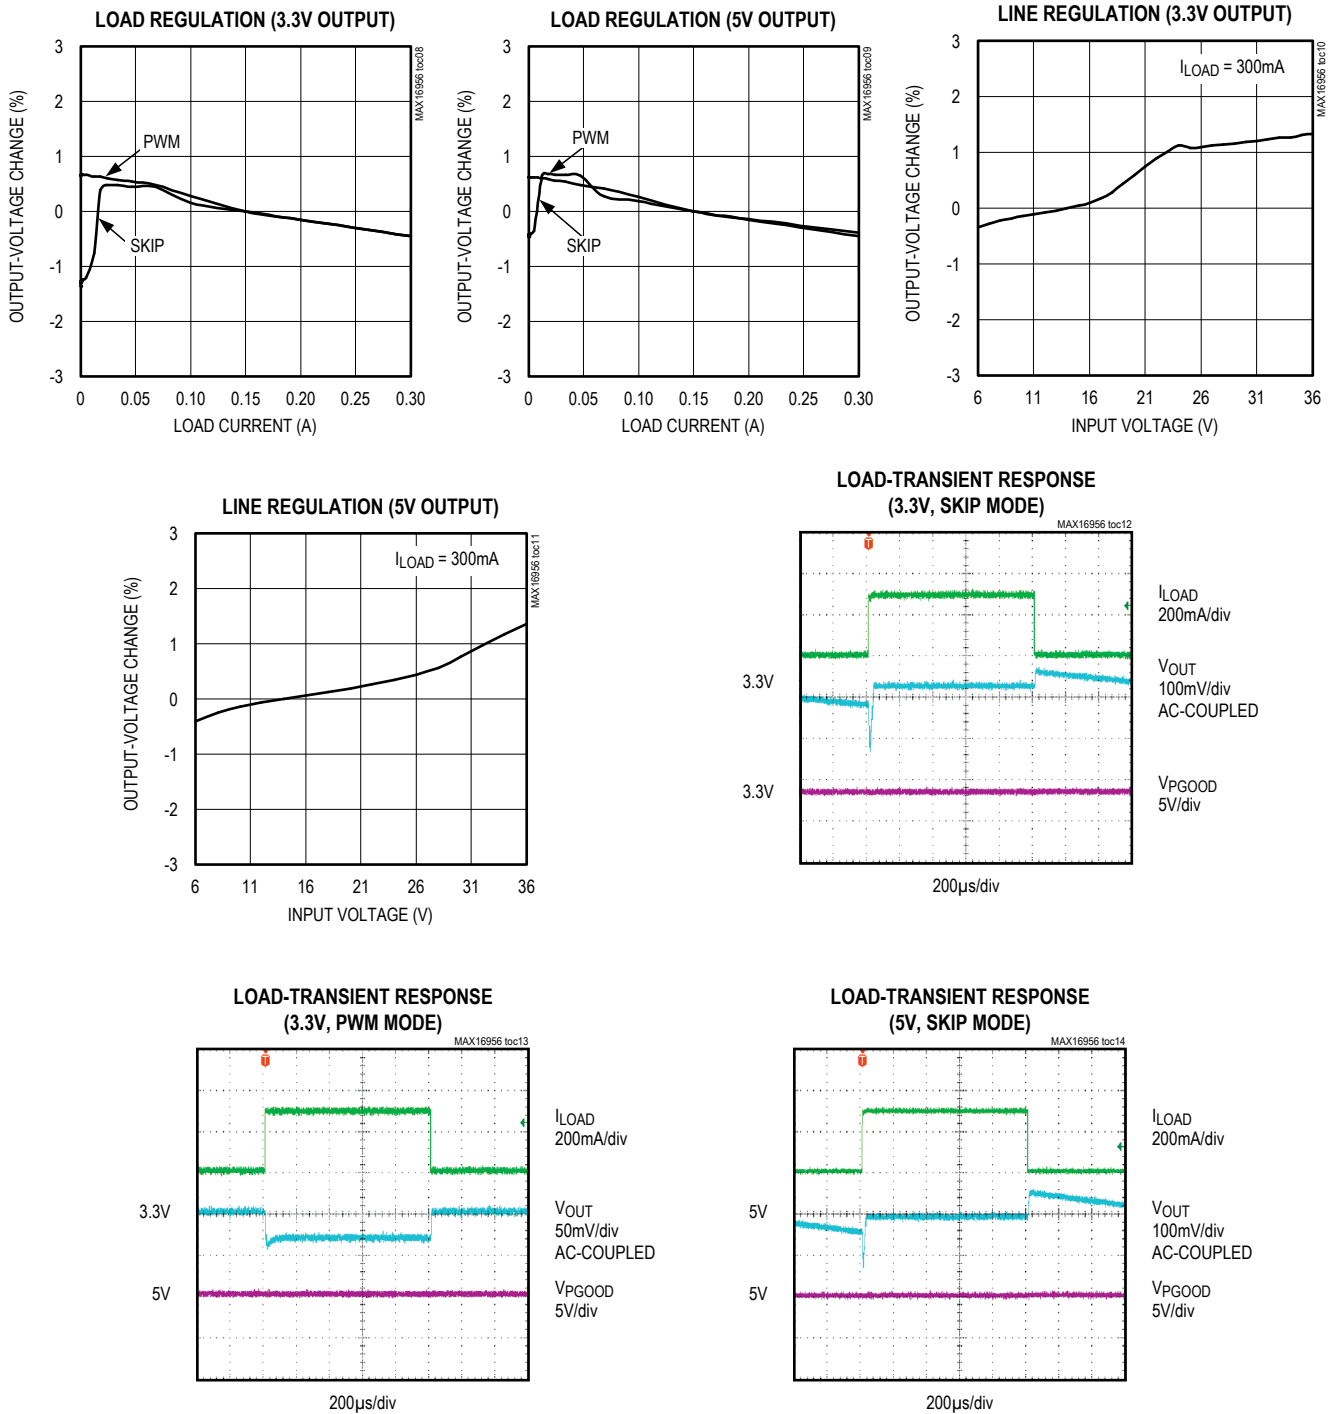 LOAD REGULATION (3.3V OUTPUT)
MAX16956 toc08
OUTPUT-VOLTAGE CHANGE (%)
3
2
1
0
-1
-2
-3
PWM
SKIP
0 0.05 0.10 0.15 0.20 0.25 0.30
LOAD CURRENT (A)
LOAD REGULATION (5V OUTPUT)
MAX16956 toc09
OUTPUT-VOLTAGE CHANGE (%)
3
2
1
0
-1
-2
-3
PWM
SKIP
0 0.05 0.10 0.15 0.20 0.25 0.30
LOAD CURRENT (A)
LINE REGULATION (3.3V OUTPUT)
MAX16956 toc10
OUTPUT-VOLTAGE CHANGE (%)
3
2
1
0
-1
-2
-3
ILOAD = 300mA
6 11 16 21 26 31 36
INPUT VOLTAGE (V)
LINE REGULATION (5V OUTPUT)
MAX16956 toc11
OUTPUT-VOLTAGE CHANGE (%)
3
2
1
0
-1
-2
-3
ILOAD = 300mA
6 11 16 21 26 31 36
INPUT VOLTAGE (V)
LOAD-TRANSIENT RESPONSE
(3.3V, SKIP MODE)
MAX16956 toc12
T
ILOAD
200mA/div
3.3V
VOUT
100mV/div
AC-COUPLED
3.3V
VPGOOD
5V/div
200µs/div
LOAD-TRANSIENT RESPONSE
(3.3V, PWM MODE)
MAX16956 toc13
T
ILOAD
200mA/div
3.3V
VOUT
50mV/div
AC-COUPLED
5V
VPGOOD
5V/div
200µs/div
LOAD-TRANSIENT RESPONSE
(5V, SKIP MODE)
MAX16956 toc14
T
ILOAD
200mA/div
5V
VOUT
100mV/div
AC-COUPLED
5V
VPGOOD
5V/div
200µs/div